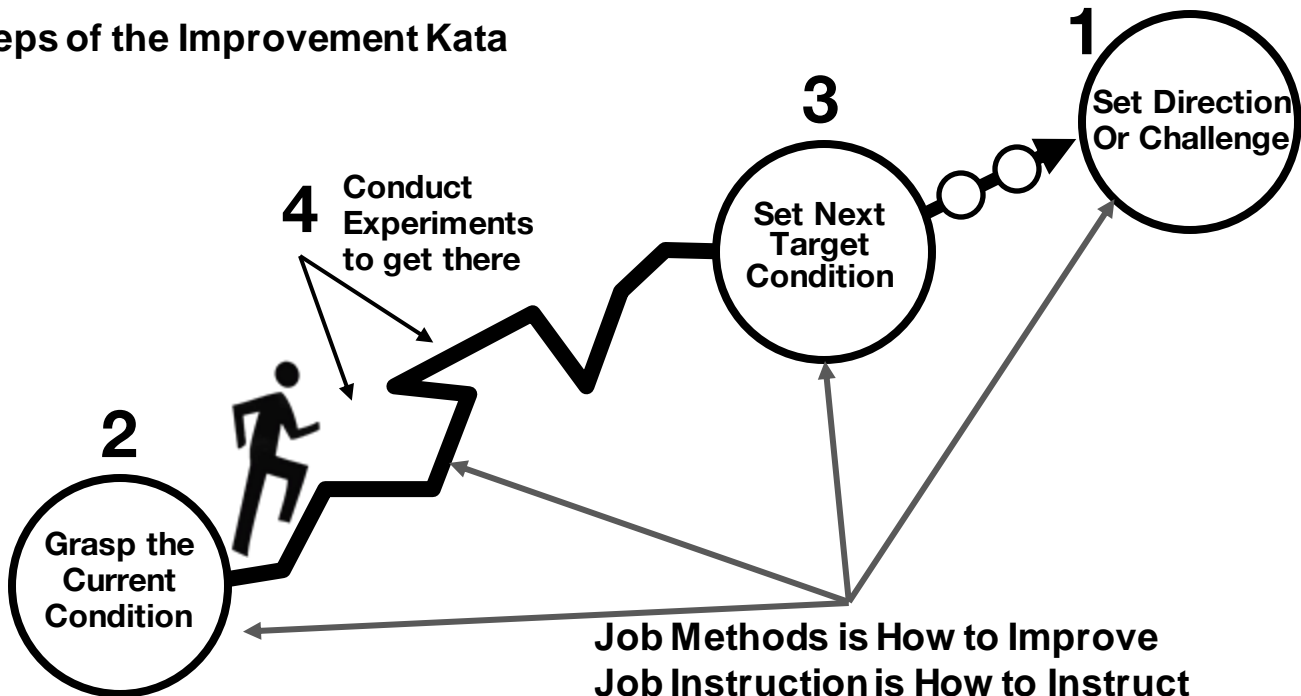 eps of the Improvement Kata
1
Set Direction
Or Challenge
3
Set Next
Target
Condition
4
Conduct
Experiments
to get there
2
Grasp the
Current
Condition
Job Methods is How to Improve
Job Instruction is How to Instruct